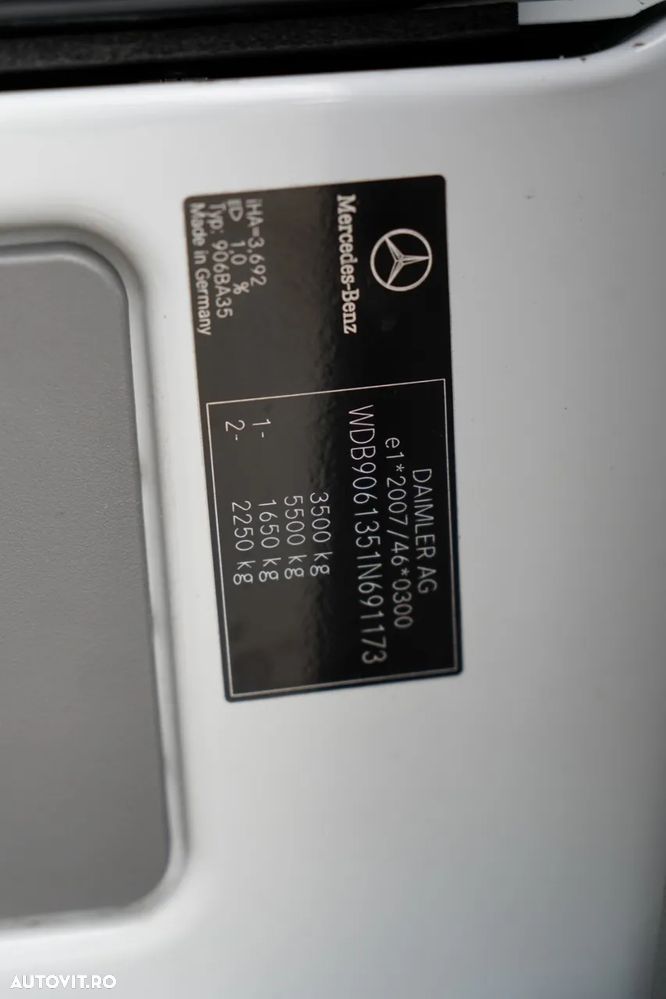 Mercedes-Benz
iHA=3,692
ED 1,0 %
Typ: 906BA35
Made in Germany
DAIMLER AG
e1*2007/46*0300
WDB9061351N691173
3500 kg
5500 kg
1- 1650 kg
2- 2250 kg
AUTOVIT.RO